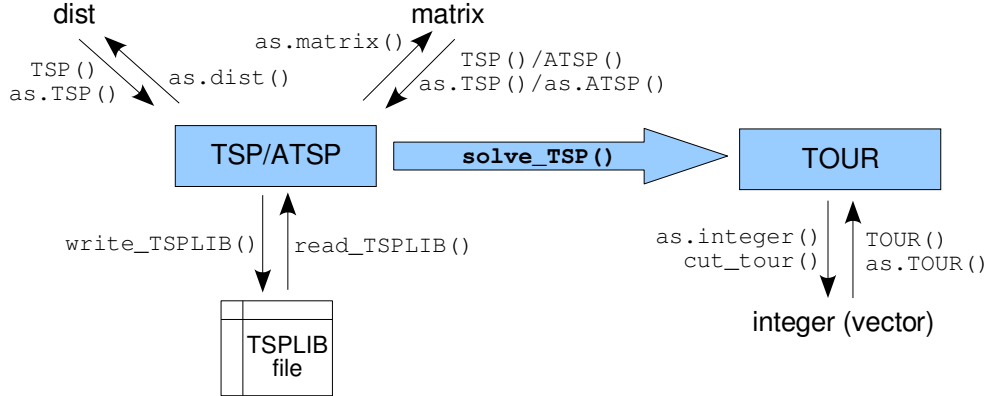 dist
matrix
as.matrix()
TSP()
as.TSP()
as.dist()
TSP()/ATSP()
as.TSP()/as.ATSP()
TSP/ATSP
solve_TSP()
TOUR
write_TSPLIB()
read_TSPLIB()
as.integer()
cut_tour()
TOUR()
as.TOUR()
TSPLIB
file
integer (vector)